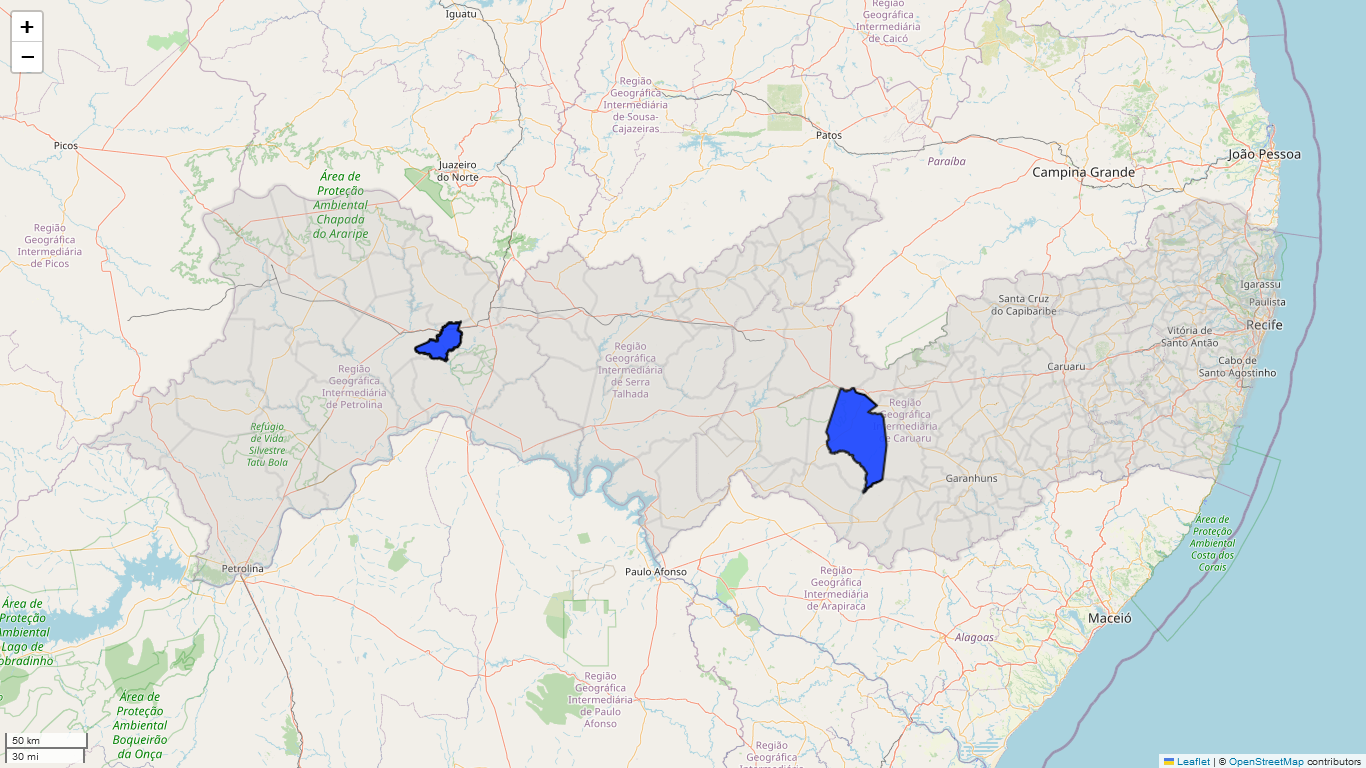 +
−
Iguatu
Região
Geográfica
Intermediária
de Caicó
Região
Geográfica
Intermediária
de Sousa-
Cajazeiras
Patos
Picos
Juazeiro
do Norte
Paraíba
João Pessoa
Campina Grande
Área de
Proteção
Ambiental
Chapada
do Araripe
Região
Geográfica
Intermediária
de Picos
Igarassu
Paulista
Recife
Santa Cruz
do Capibaribe
Vitória de
Santo Antão
Cabo de
Santo Agostinho
Caruaru
Região
Geográfica
Intermediária
de Serra
Talhada
Região
Geográfica
Intermediária
de Petrolina
Região
Geográfica
Intermediária
de Caruaru
Refúgio
de Vida
Silvestre
Tatu Bola
Garanhuns
Área de
Proteção
Ambiental
Costa dos
Corais
Petrolina
Paulo Afonso
Região
Geográfica
Intermediária
de Arapiraca
Maceió
Alagoas
Área de
Proteção
Ambiental
Lago de
obradinho
Região
Geográfica
Intermediária
de Paulo
Afonso
Área de
Proteção
Ambiental
Boqueirão
da Onça
Região
Geográfica
Intermediária
50 km
30 mi
Leaflet | © OpenStreetMap contributors